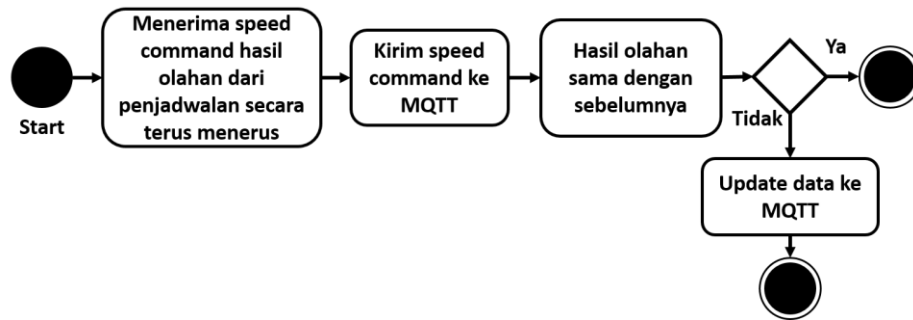 Menerima speed
command hasil
olahan dari
penjadwalan secara
terus menerus
Start
Kirim speed
command ke
MQTT
Hasil olahan
sama dengan
sebelumnya
Ya
Tidak
Update data ke
MQTT